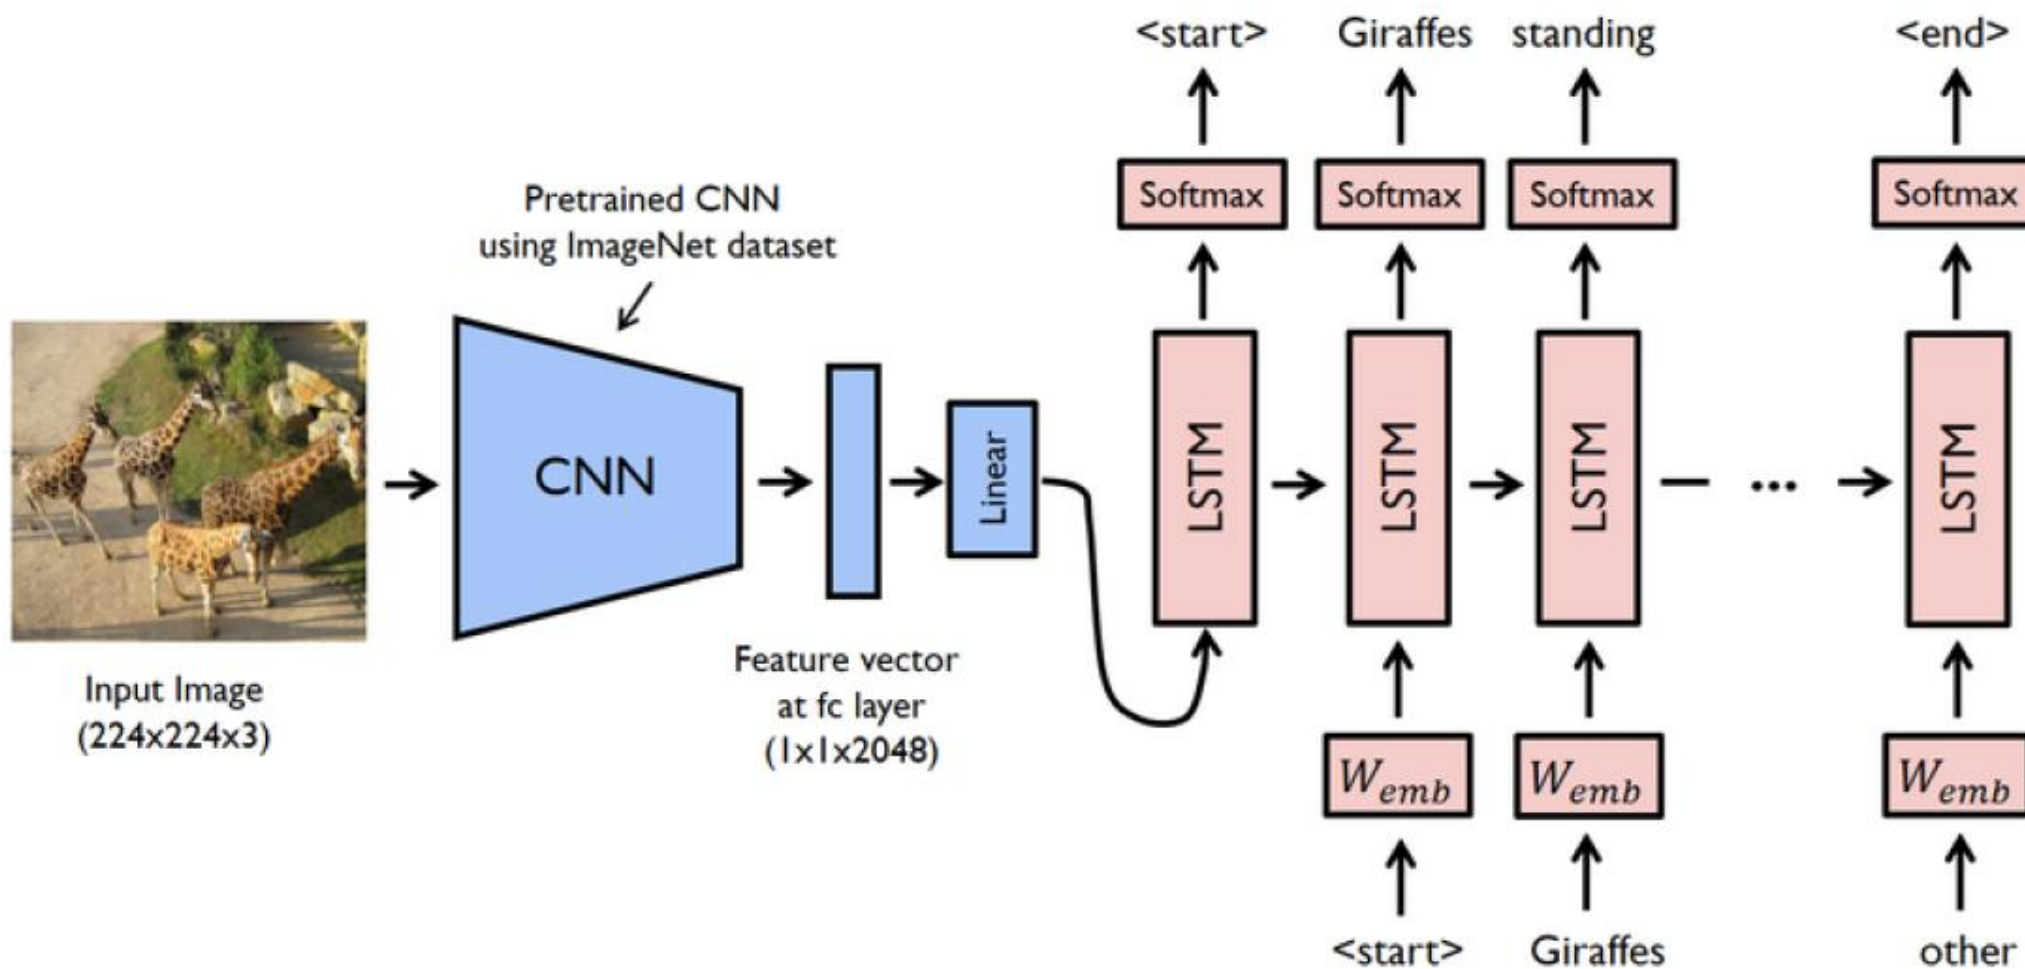 <start> Giraffes standing <end>
Softmax Softmax Softmax Softmax
Pretrained CNN
using ImageNet dataset
CNN
Linear
LSTM LSTM LSTM ... LSTM
Feature vector
at fc layer
(1x1x2048)
Input Image
(224x224x3)
W_emb W_emb W_emb
<start> Giraffes other